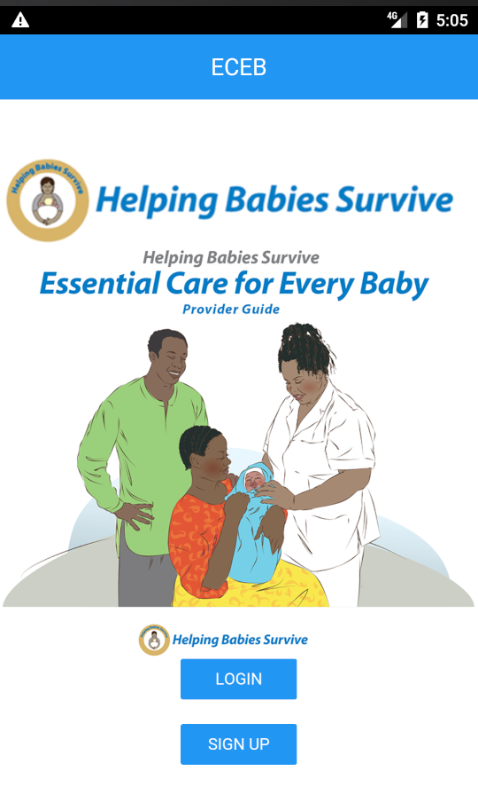 4G 5:05
ECEB
Helping Babies Survive
Helping Babies Survive
Helping Babies Survive
Essential Care for Every Baby
Provider Guide
Helping Babies Survive
LOGIN
SIGN UP